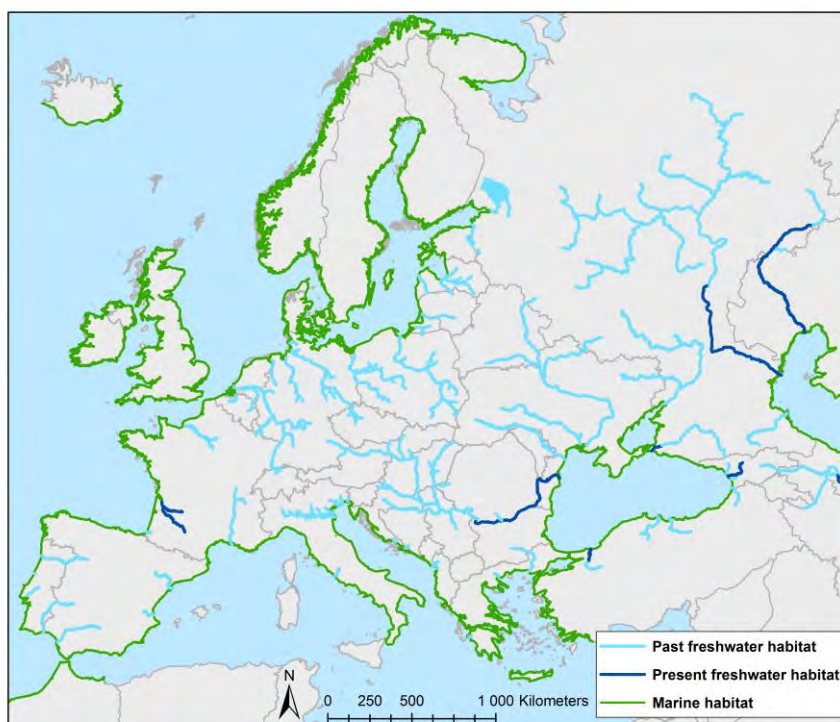 Past freshwater habitat
Present freshwater habitat
Marine habitat
N
0 250 500 1 000 Kilometers